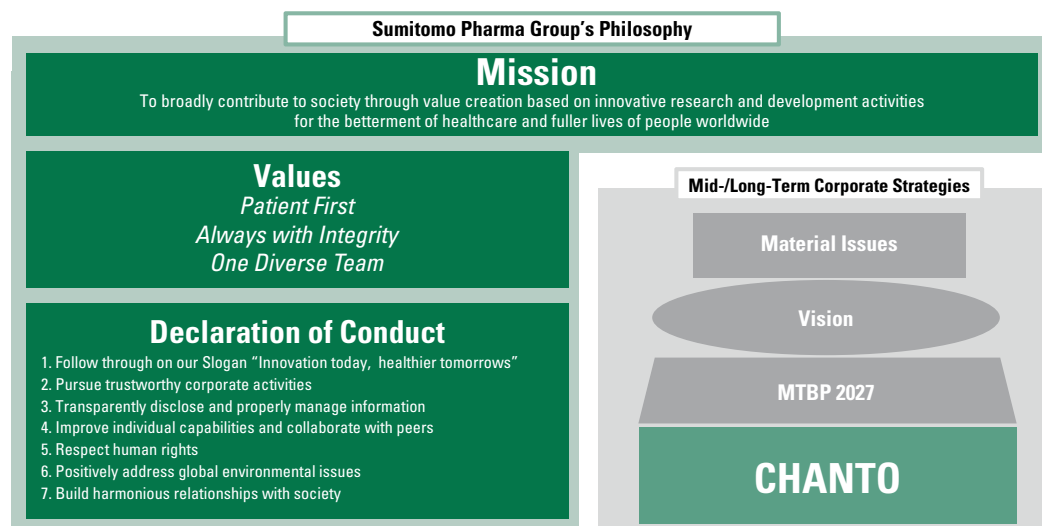 Sumitomo Pharma Group's Philosophy
Mission
To broadly contribute to society through value creation based on innovative research and development activities
for the betterment of healthcare and fuller lives of people worldwide
Values
Patient First
Always with Integrity
One Diverse Team
Declaration of Conduct
1. Follow through on our Slogan “Innovation today, healthier tomorrows”
2. Pursue trustworthy corporate activities
3. Transparently disclose and properly manage information
4. Improve individual capabilities and collaborate with peers
5. Respect human rights
6. Positively address global environmental issues
7. Build harmonious relationships with society
Mid-/Long-Term Corporate Strategies
Material Issues
Vision
MTBP 2027
CHANTO